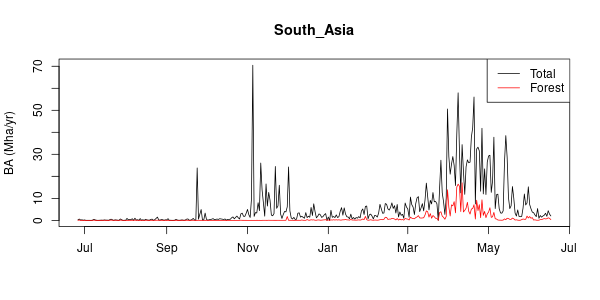 South_Asia
BA (Mha/yr)
70
50
30
10
0
Total
Forest
Jul
Sep
Nov
Jan
Mar
May
Jul